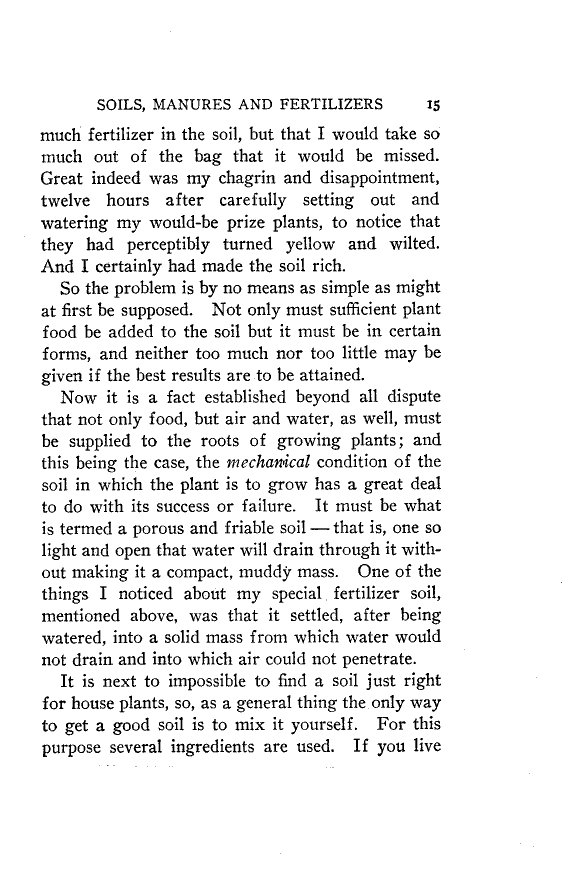 SOILS, MANURES AND FERTILIZERS 15
much fertilizer in the soil, but that I would take so
much out of the bag that it would be missed.
Great indeed was my chagrin and disappointment,
twelve hours after carefully setting out and
watering my would-be prize plants, to notice that
they had perceptibly turned yellow and wilted.
And I certainly had made the soil rich.
So the problem is by no means as simple as might
at first be supposed. Not only must sufficient plant
food be added to the soil but it must be in certain
forms, and neither too much nor too little may be
given if the best results are to be attained.
Now it is a fact established beyond all dispute
that not only food, but air and water, as well, must
be supplied to the roots of growing plants; and
this being the case, the mechanical condition of the
soil in which the plant is to grow has a great deal
to do with its success or failure. It must be what
is termed a porous and friable soil — that is, one so
light and open that water will drain through it with-
out making it a compact, muddy mass. One of the
things I noticed about my special fertilizer soil,
mentioned above, was that it settled, after being
watered, into a solid mass from which water would
not drain and into which air could not penetrate.
It is next to impossible to find a soil just right
for house plants, so, as a general thing the only way
to get a good soil is to mix it yourself. For this
purpose several ingredients are used. If you live